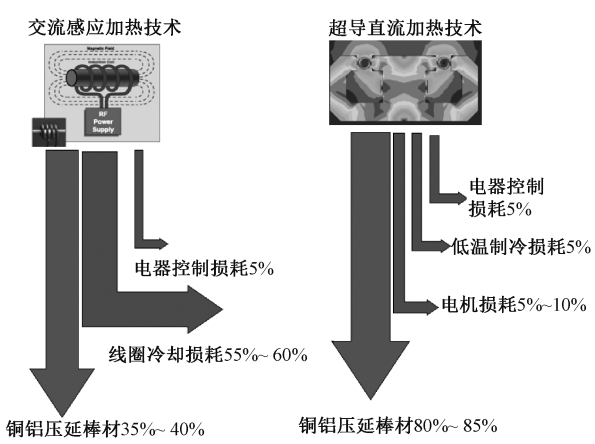 交流感应加热技术
超导直流加热技术
Magnetic Field
RF
Power
Supply
电器控制
损耗5%
低温制冷损耗5%
电器控制损耗5%
电机损耗5%~10%
线圈冷却损耗55%~ 60%
铜铝压延棒材35%~ 40%
铜铝压延棒材80%~ 85%